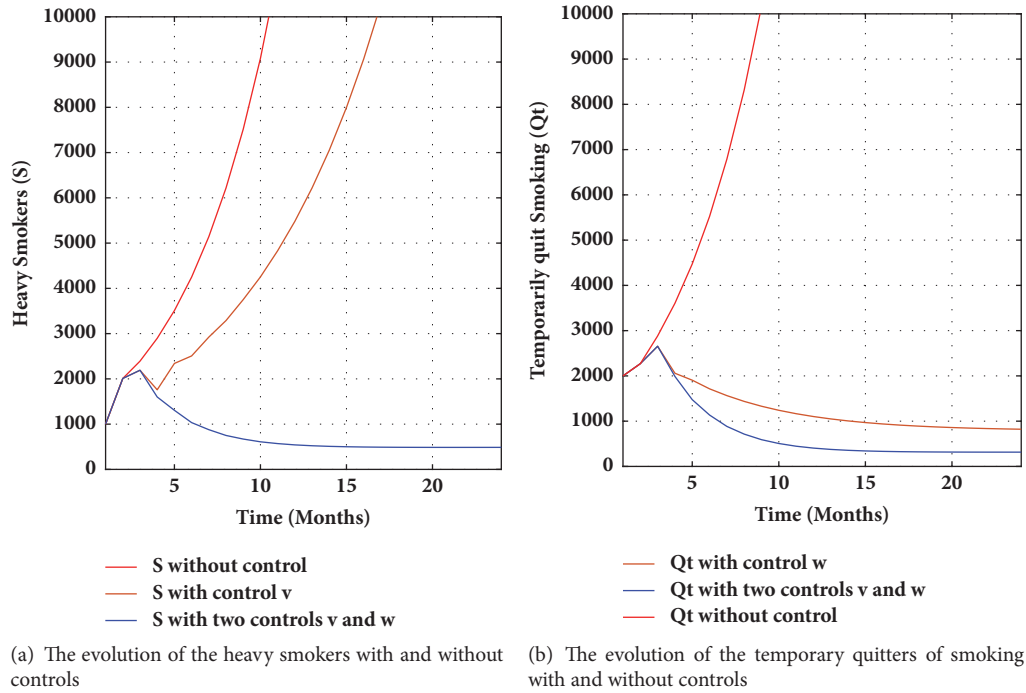 10000
9000
8000
7000
6000
5000
4000
3000
2000
1000
0
Heavy Smokers (S)
5 10 15 20
Time (Months)
S without control
S with control v
S with two controls v and w
(a) The evolution of the heavy smokers with and without
controls
10000
9000
8000
7000
6000
5000
4000
3000
2000
1000
0
Temporarily quit Smoking (Qt)
5 10 15 20
Time (Months)
Qt with control w
Qt with two controls v and w
Qt without control
(b) The evolution of the temporary quitters of smoking
with and without controls